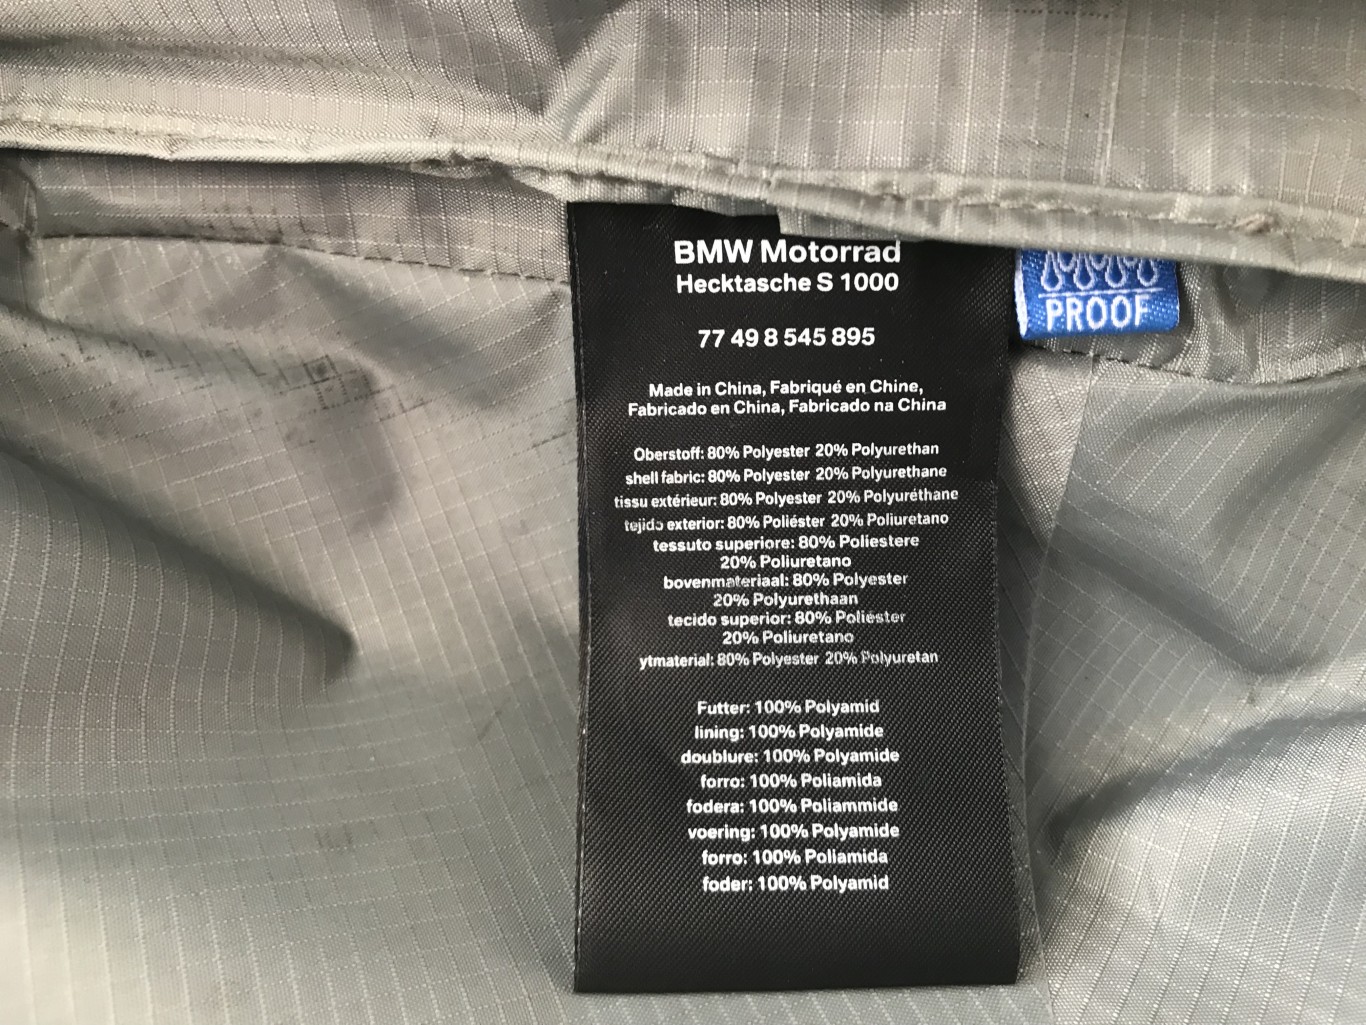 BMW Motorrad
Hecktasche S 1000
77 49 8 545 895
Made in China, Fabriqué en Chine,
Fabricado en China, Fabricado na China
Oberstoff: 80% Polyester 20% Polyurethan
shell fabric: 80% Polyester 20% Polyurethane
tissu extérieur: 80% Polyester 20% Polyuréthane
tejido exterior: 80% Poliéster 20% Poliuretano
tessuto superiore: 80% Poliestere
20% Poliuretano
bovenmateriaal: 80% Polyester
20% Polyurethaan
tecido superior: 80% Poliéster
20% Poliuretano
ytmaterial: 80% Polyester 20% Polyuretan
Futter: 100% Polyamid
lining: 100% Polyamide
doublure: 100% Polyamide
forro: 100% Poliamida
fodera: 100% Poliammide
voering: 100% Polyamide
forro: 100% Poliamida
foder: 100% Polyamid
PROOF